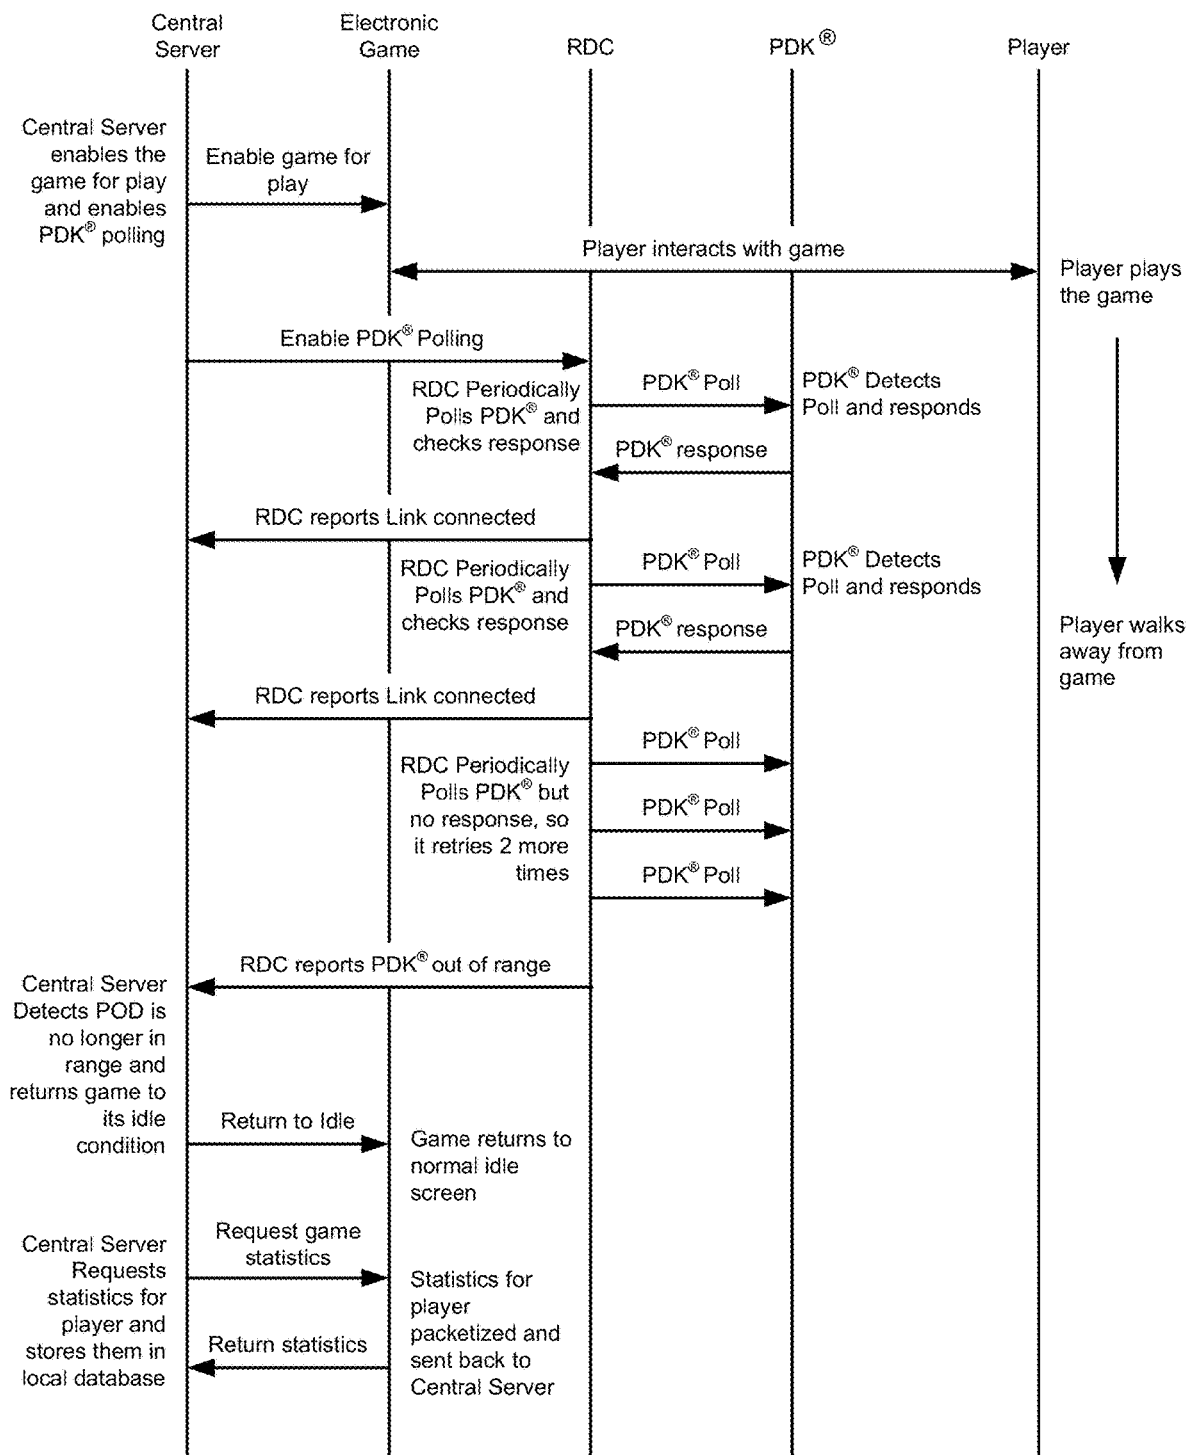 Central
Server
Electronic
Game
RDC
PDK®
Player
Central Server
enables the
game for play
and enables
PDK® polling
Enable game for
play
Player interacts with game
Player plays
the game
Enable PDK® Polling
RDC Periodically
Polls PDK® and
checks response
PDK® Poll
PDK® Detects
Poll and responds
PDK® response
RDC reports Link connected
RDC Periodically
Polls PDK® and
checks response
PDK® Poll
PDK® Detects
Poll and responds
PDK® response
Player walks
away from
game
RDC reports Link connected
RDC Periodically
Polls PDK® but
no response, so
it retries 2 more
times
PDK® Poll
PDK® Poll
PDK® Poll
RDC reports PDK® out of range
Central Server
Detects POD is
no longer in
range and
returns game to
its idle
condition
Return to Idle
Game returns to
normal idle
screen
Request game
statistics
Central Server
Requests
statistics for
player and
stores them in
local database
Statistics for
player
packetized and
sent back to
Central Server
Return statistics